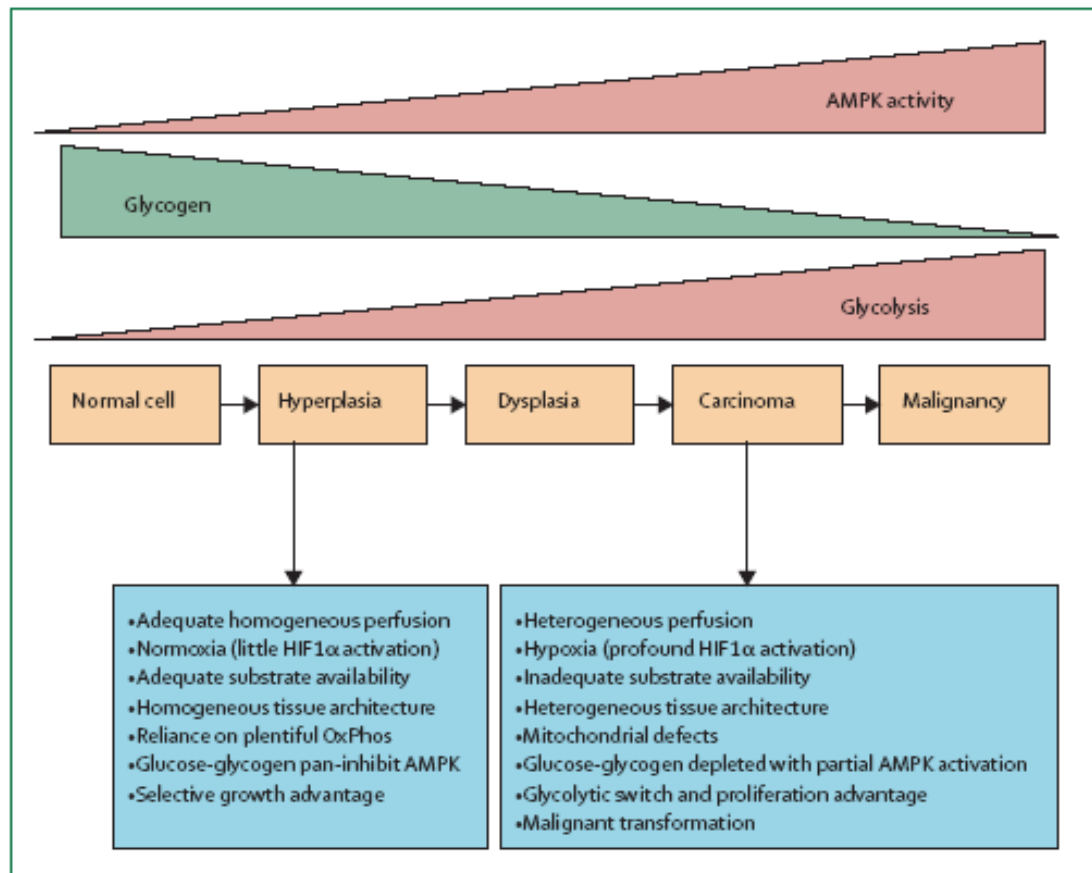 AMPK activity
Glycogen
Glycolysis
Normal cell
Hyperplasia
Dysplasia
Carcinoma
Malignancy
•Adequate homogeneous perfusion
•Normoxia (little HIF1α activation)
•Adequate substrate availability
•Homogeneous tissue architecture
•Reliance on plentiful OxPhos
•Glucose-glycogen pan-inhibit AMPK
•Selective growth advantage
•Heterogeneous perfusion
•Hypoxia (profound HIF1α activation)
•Inadequate substrate availability
•Heterogeneous tissue architecture
•Mitochondrial defects
•Glucose-glycogen depleted with partial AMPK activation
•Glycolytic switch and proliferation advantage
•Malignant transformation